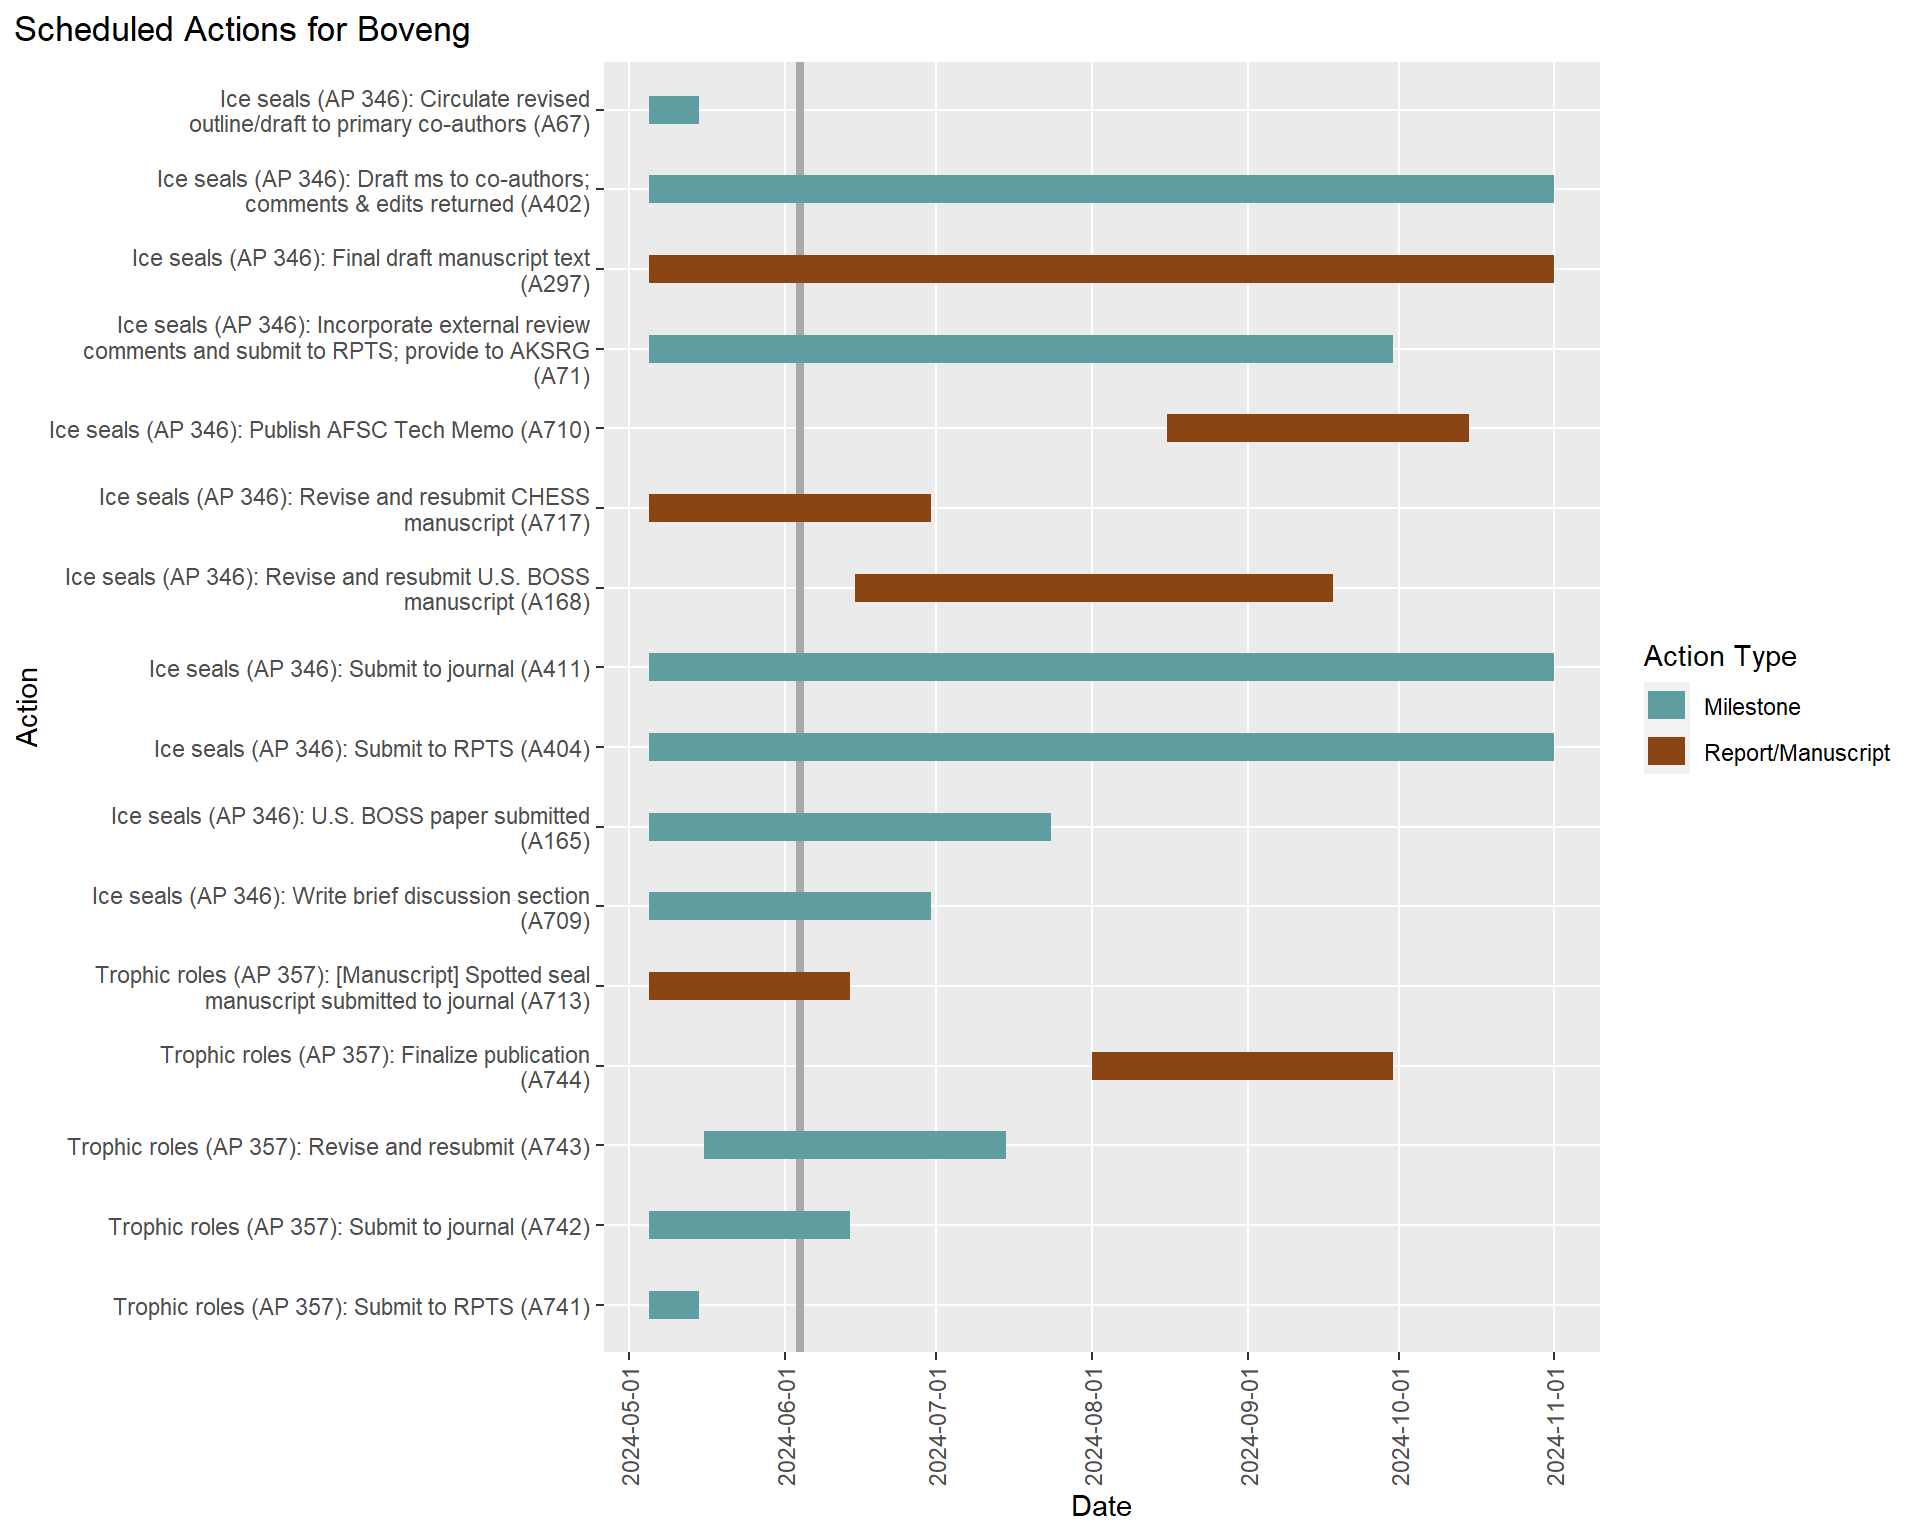 Scheduled Actions for Boveng
Ice seals (AP 346): Circulate revised
outline/draft to primary co-authors (A67)
Ice seals (AP 346): Draft ms to co-authors;
comments & edits returned (A402)
Ice seals (AP 346): Final draft manuscript text
(A297)
Ice seals (AP 346): Incorporate external review
comments and submit to RPTS; provide to AKSRG
(A71)
Ice seals (AP 346): Publish AFSC Tech Memo (A710)
Ice seals (AP 346): Revise and resubmit CHESS
manuscript (A717)
Ice seals (AP 346): Revise and resubmit U.S. BOSS
manuscript (A168)
Ice seals (AP 346): Submit to journal (A411)
Ice seals (AP 346): Submit to RPTS (A404)
Ice seals (AP 346): U.S. BOSS paper submitted
(A165)
Ice seals (AP 346): Write brief discussion section
(A709)
Trophic roles (AP 357): [Manuscript] Spotted seal
manuscript submitted to journal (A713)
Trophic roles (AP 357): Finalize publication
(A744)
Trophic roles (AP 357): Revise and resubmit (A743)
Trophic roles (AP 357): Submit to journal (A742)
Trophic roles (AP 357): Submit to RPTS (A741)
Action
2024-05-01
2024-06-01
2024-07-01
2024-08-01
2024-09-01
2024-10-01
2024-11-01
Date
Action Type
Milestone
Report/Manuscript